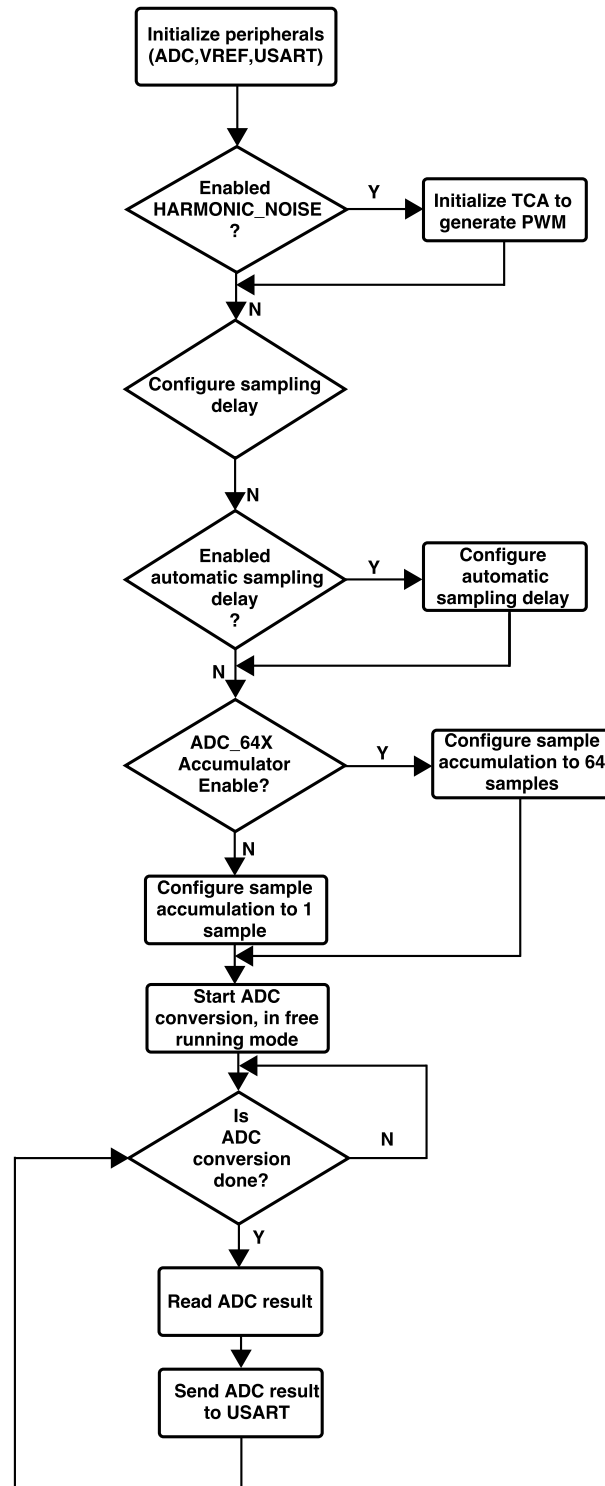 Initialize peripherals
(ADC,VREF,USART)
Enabled
HARMONIC_NOISE
?
Y
Initialize TCA to
generate PWM
N
Configure sampling
delay
N
Enabled
automatic sampling
delay
?
Y
Configure
automatic
sampling delay
N
ADC_64X
Accumulator
Enable?
Y
Configure sample
accumulation to 64
samples
N
Configure sample
accumulation to 1
sample
Start ADC
conversion, in free
running mode
Is
ADC
conversion
done?
N
Y
Read ADC result
Send ADC result
to USART